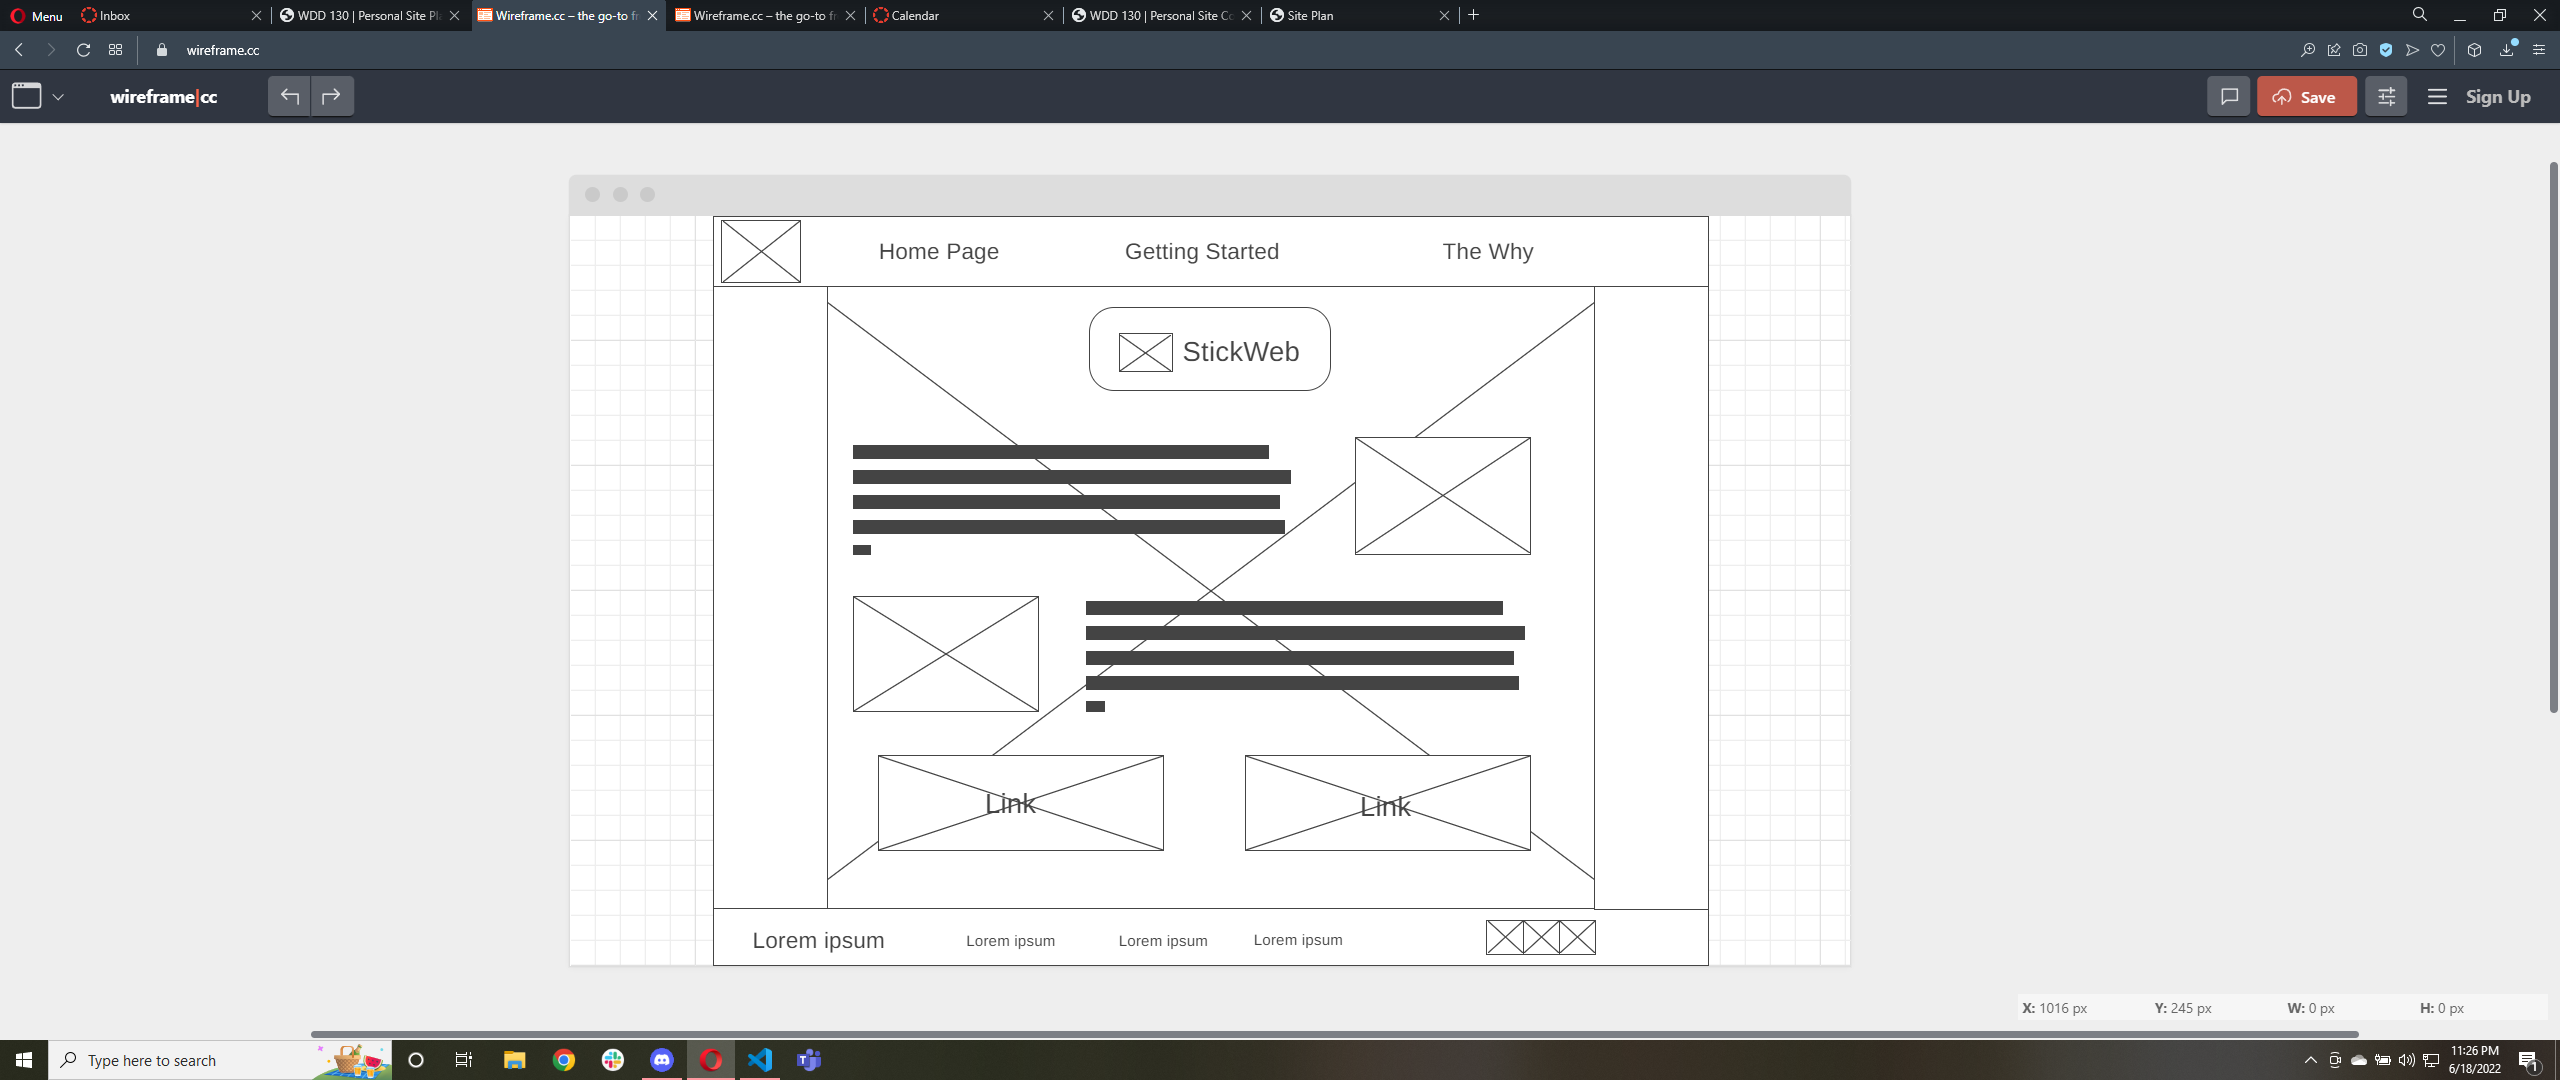 Menu
Inbox
WDD 130 | Personal Site Pla
Wireframe.cc – the go-to fr
Wireframe.cc – the go-to fr
Calendar
WDD 130 | Personal Site Co
Site Plan
wireframe.cc
wireframe|cc
Save
Sign Up
Home Page
Getting Started
The Why
StickWeb
Link
Link
Lorem ipsum
Lorem ipsum
Lorem ipsum
Lorem ipsum
X: 1016 px
Y: 245 px
W: 0 px
H: 0 px
Type here to search
11:26 PM
6/18/2022
1